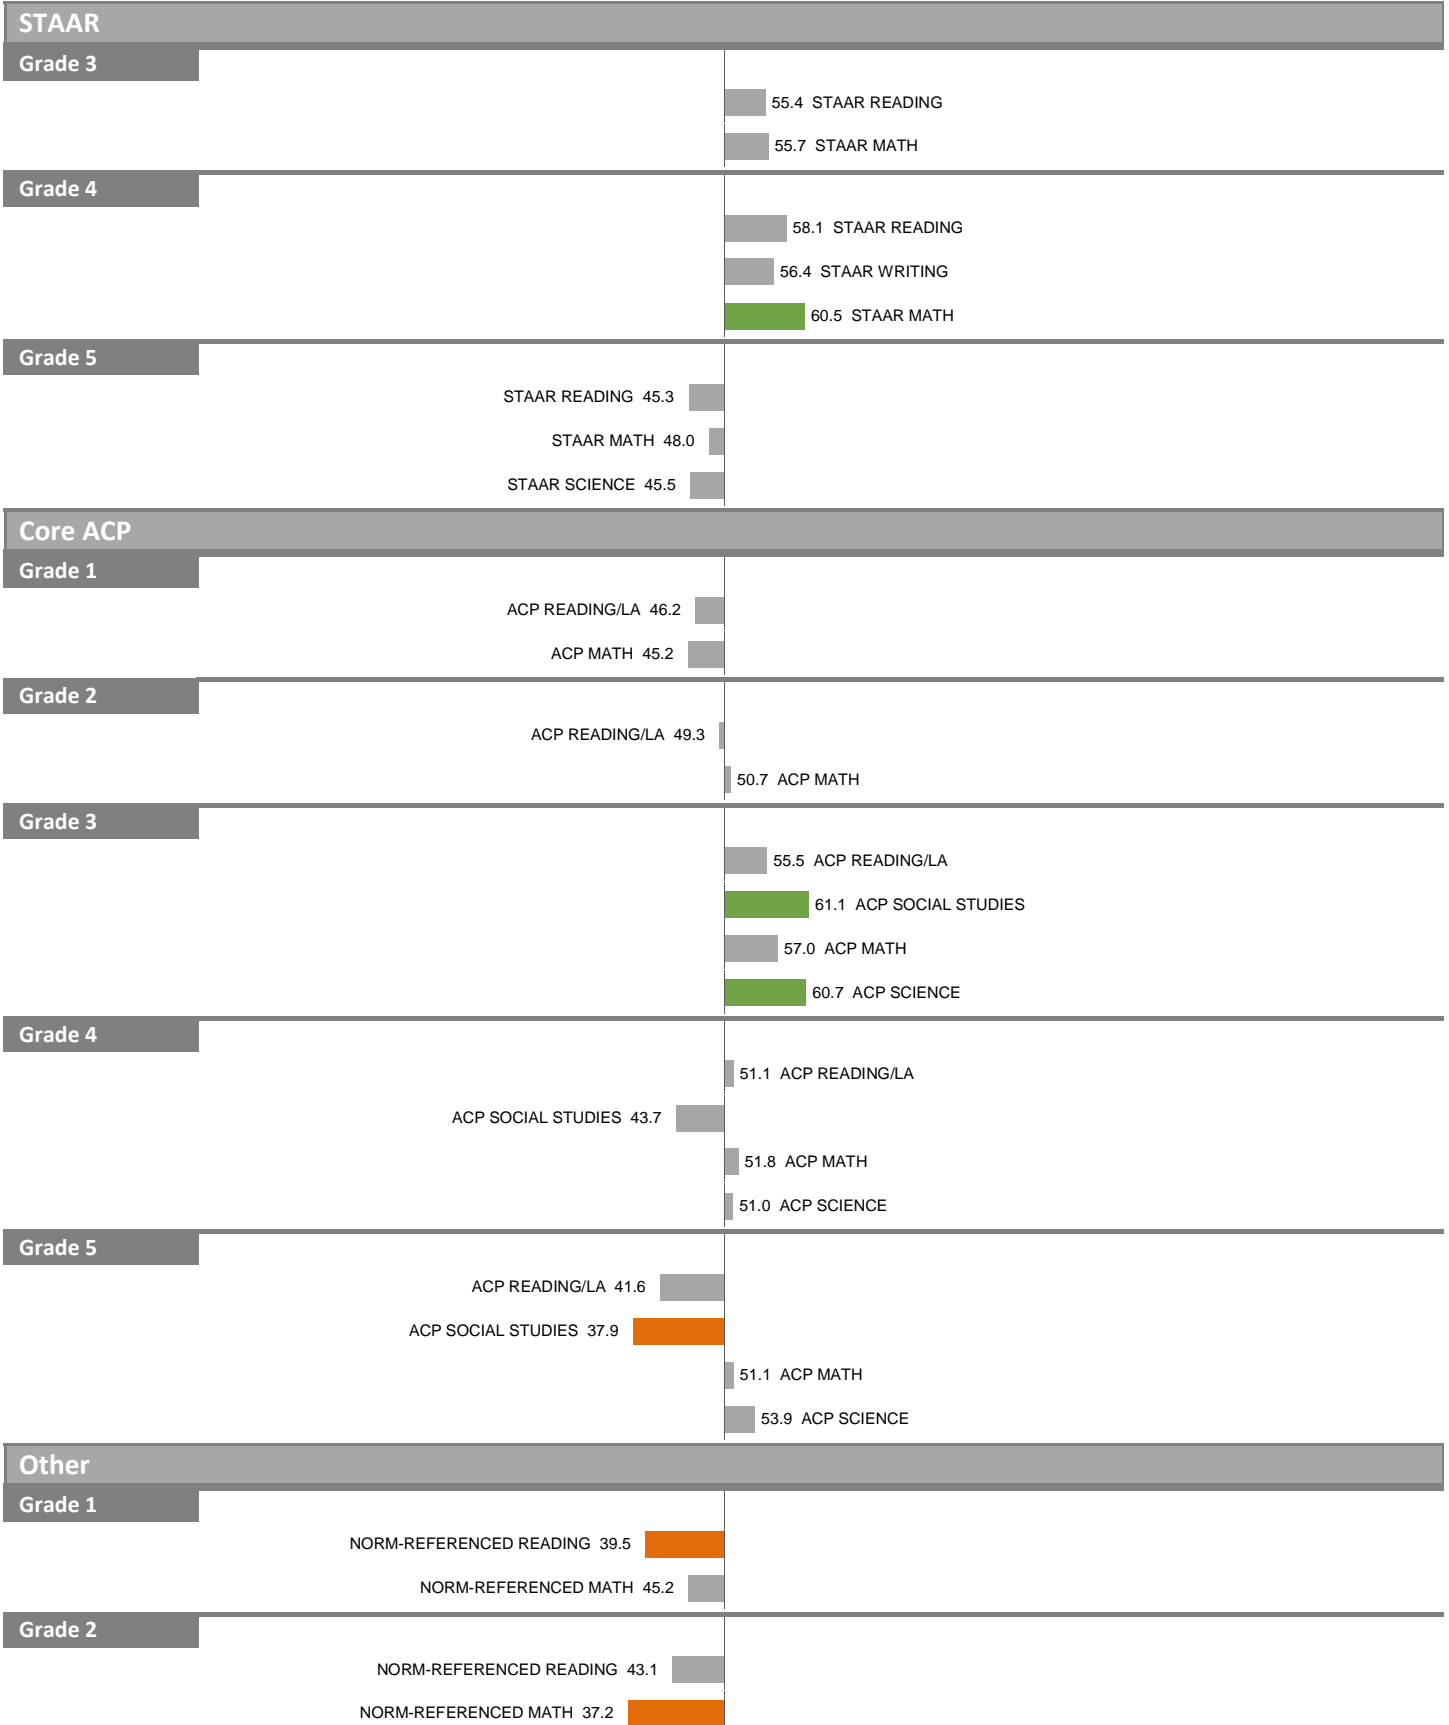 STAAR
Grade 3
55.4 STAAR READING
55.7 STAAR MATH
Grade 4
58.1 STAAR READING
56.4 STAAR WRITING
60.5 STAAR MATH
Grade 5
STAAR READING 45.3
STAAR MATH 48.0
STAAR SCIENCE 45.5
Core ACP
Grade 1
ACP READING/LA 46.2
ACP MATH 45.2
Grade 2
ACP READING/LA 49.3
50.7 ACP MATH
Grade 3
55.5 ACP READING/LA
61.1 ACP SOCIAL STUDIES
57.0 ACP MATH
60.7 ACP SCIENCE
Grade 4
51.1 ACP READING/LA
ACP SOCIAL STUDIES 43.7
51.8 ACP MATH
51.0 ACP SCIENCE
Grade 5
ACP READING/LA 41.6
ACP SOCIAL STUDIES 37.9
51.1 ACP MATH
53.9 ACP SCIENCE
Other
Grade 1
NORM-REFERENCED READING 39.5
NORM-REFERENCED MATH 45.2
Grade 2
NORM-REFERENCED READING 43.1
NORM-REFERENCED MATH 37.2